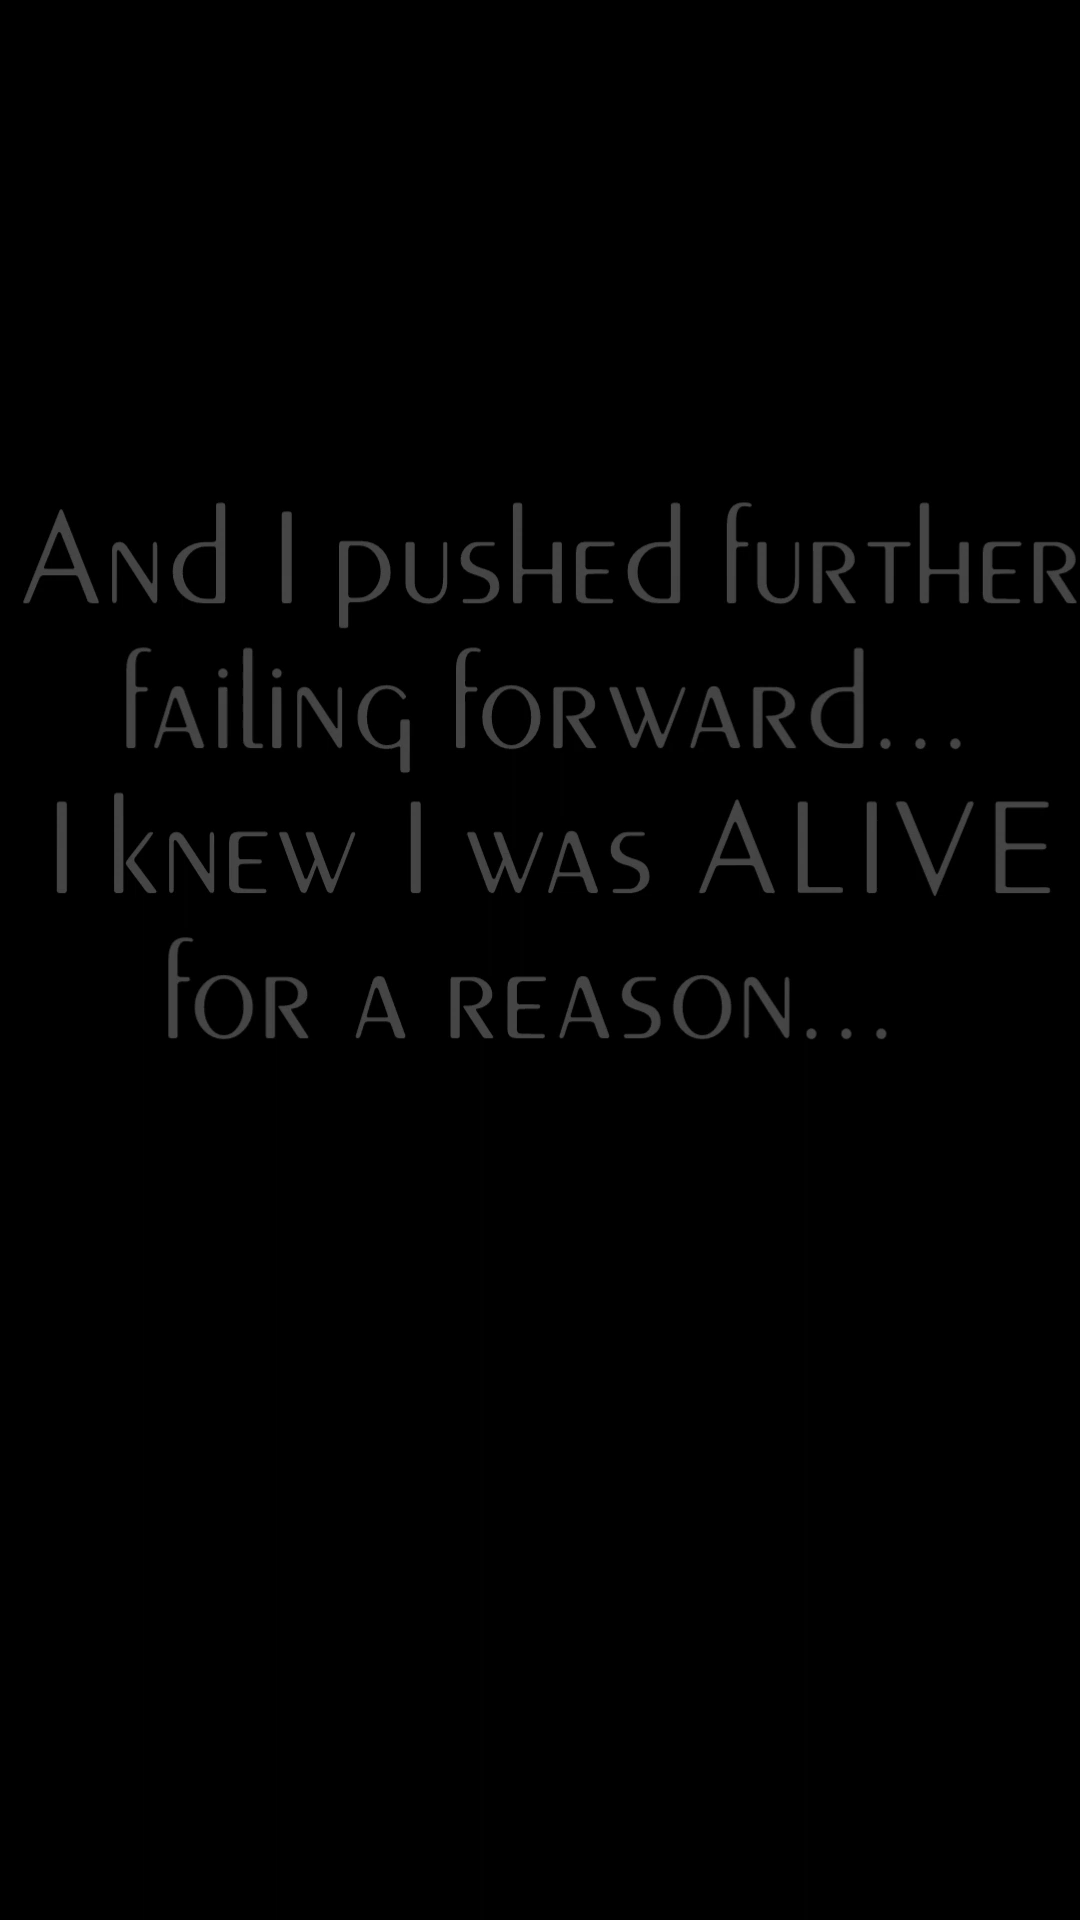 And I pushed further
failing forward...
I knew I was ALIVE
for a reason...